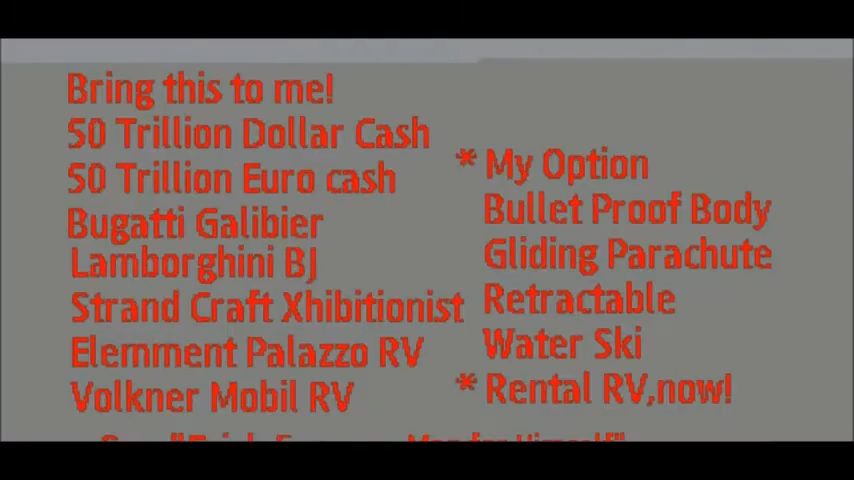 Bring this to me!
50 Trillion Dollar Cash
50 Trillion Euro cash
Bugatti Galibier
Lamborghini BJ
Strand Craft Xhibitionist
Elemment Palazzo RV
Volkner Mobil RV
* My Option
Bullet Proof Body
Gliding Parachute
Retractable
Water Ski
* Rental RV,now!